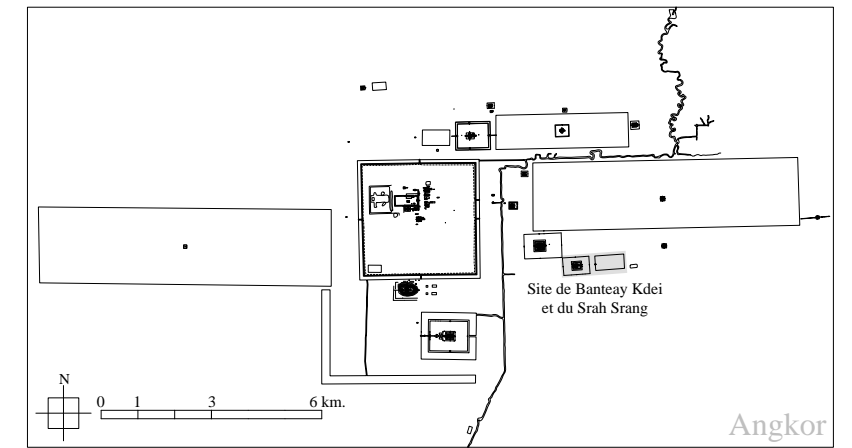 Site de Banteay Kdei
et du Srah Srang
N
0 1 3 6 km.
Angkor